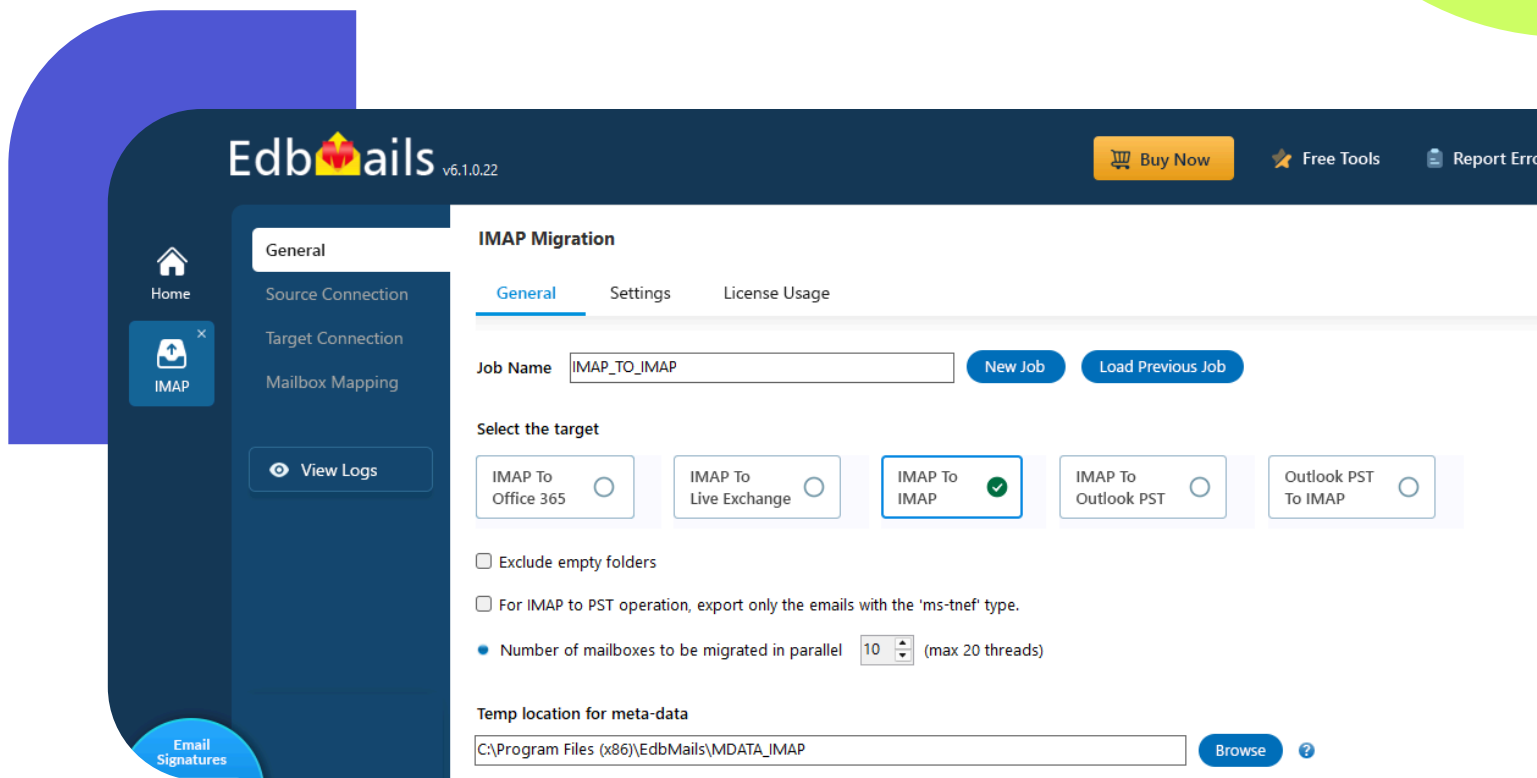 EdbMails v6.1.0.22
Buy Now
Free Tools
Report Erro
Home
IMAP
General
Source Connection
Target Connection
Mailbox Mapping
View Logs
Email
Signatures
IMAP Migration
General Settings License Usage
Job Name IMAP_TO_IMAP New Job Load Previous Job
Select the target
IMAP To
Office 365
IMAP To
Live Exchange
IMAP To
IMAP
IMAP To
Outlook PST
Outlook PST
To IMAP
Exclude empty folders
For IMAP to PST operation, export only the emails with the 'ms-tnef' type.
Number of mailboxes to be migrated in parallel 10 (max 20 threads)
Temp location for meta-data
C:\Program Files (x86)\EdbMails\MDATA_IMAP Browse ?